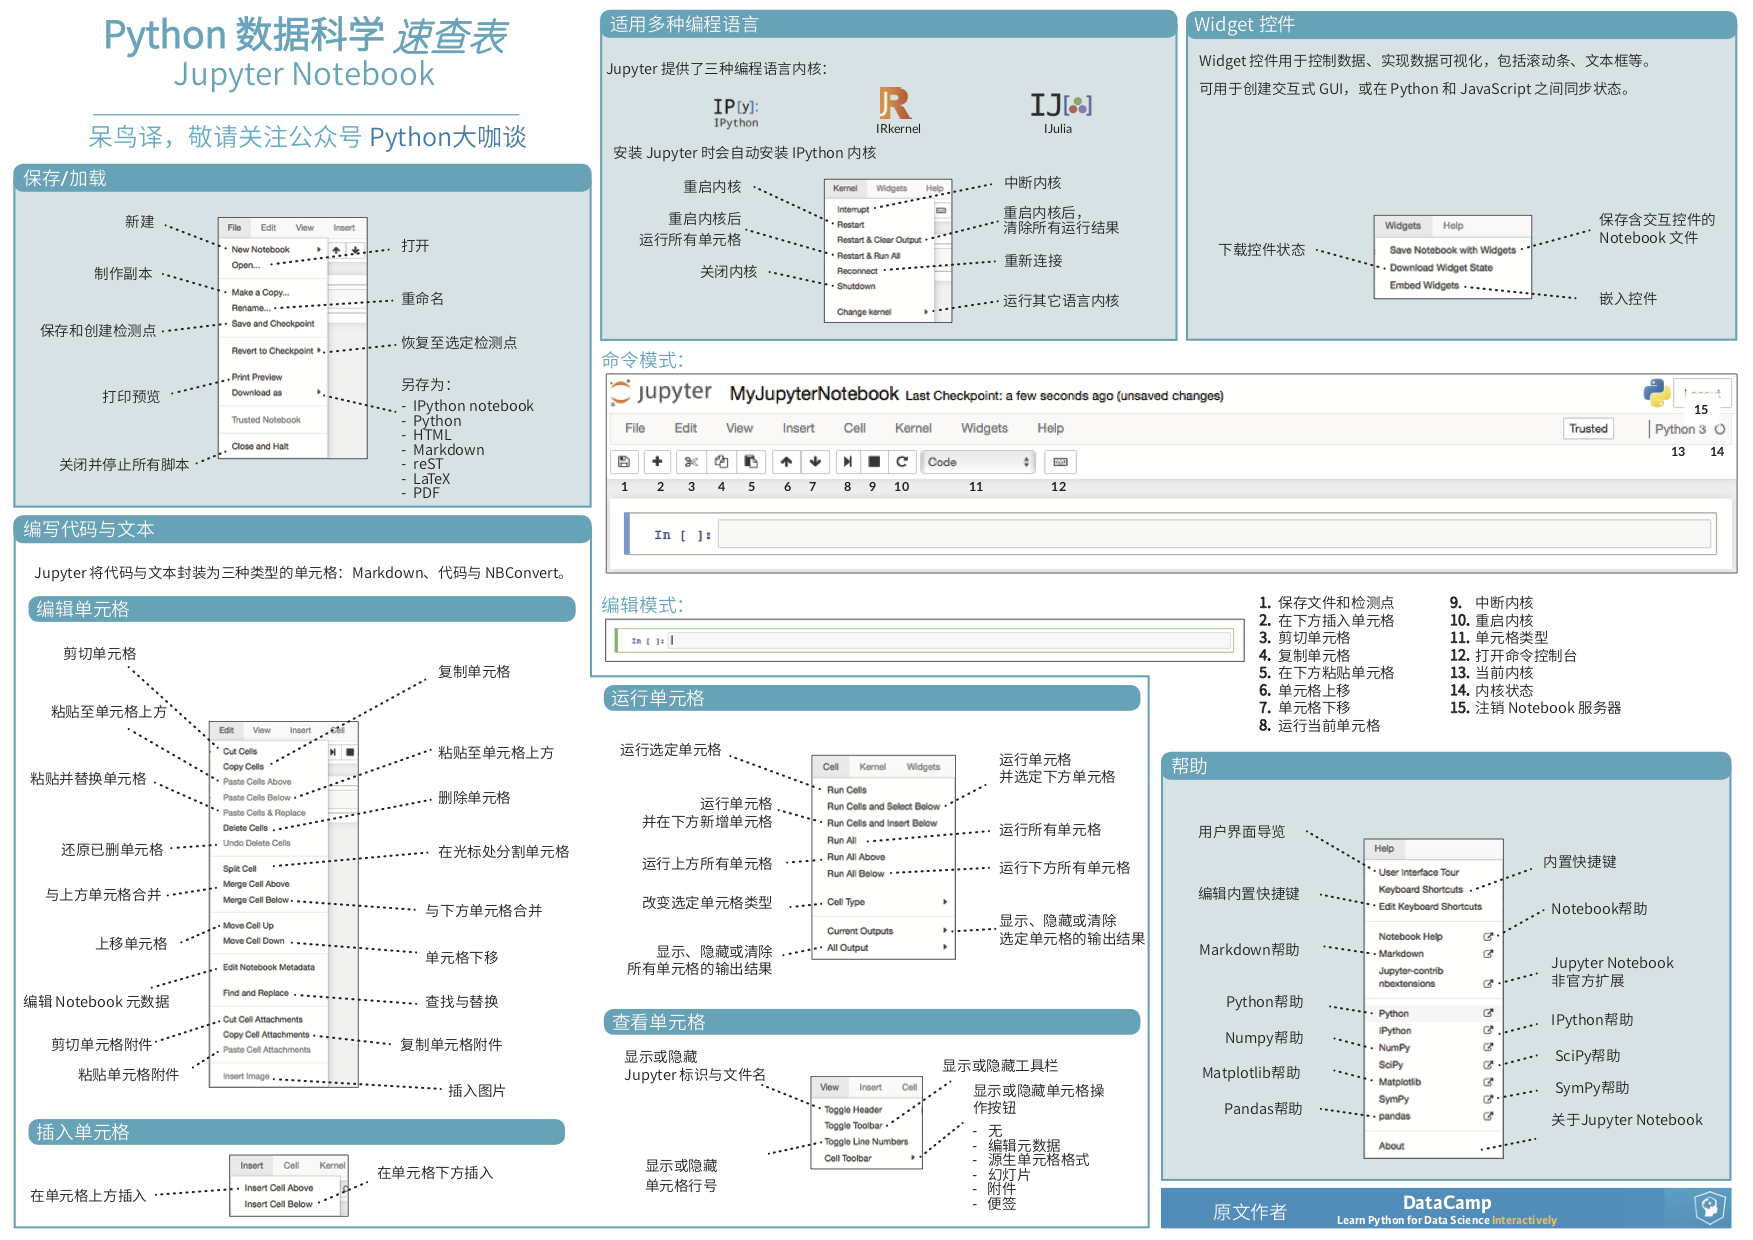 Python 数据科学 速查表
Jupyter Notebook
呆鸟译，敬请关注公众号 Python大咖谈
保存/加载
新建
制作副本
保存和创建检测点
打印预览
关闭并停止所有脚本
File Edit View Insert
New Notebook
Open...
Make a Copy...
Rename...
Save and Checkpoint
Revert to Checkpoint
Print Preview
Download as
Trusted Notebook
Close and Halt
打开
重命名
恢复至选定检测点
另存为：
- IPython notebook
- Python
- HTML
- Markdown
- reST
- LaTeX
- PDF
编写代码与文本
Jupyter 将代码与文本封装为三种类型的单元格：Markdown、代码与 NBConvert。
编辑单元格
剪切单元格
粘贴至单元格上方
粘贴并替换单元格
还原已删单元格
与上方单元格合并
上移单元格
编辑 Notebook 元数据
剪切单元格附件
粘贴单元格附件
Edit View Insert Cell
Cut Cells
Copy Cells
Paste Cells Above
Paste Cells Below
Paste Cells & Replace
Delete Cells
Undo Delete Cells
Split Cell
Merge Cell Above
Merge Cell Below
Move Cell Up
Move Cell Down
Edit Notebook Metadata
Find and Replace
Cut Cell Attachments
Copy Cell Attachments
Paste Cell Attachments
Insert Image
复制单元格
粘贴至单元格上方
删除单元格
在光标处分割单元格
与下方单元格合并
单元格下移
查找与替换
复制单元格附件
插入图片
插入单元格
在单元格上方插入
Insert Cell Kernel
Insert Cell Above
Insert Cell Below
在单元格下方插入
适用多种编程语言
Jupyter 提供了三种编程语言内核：
IP[y]:
IPython
R
IRkernel
IJ[]
IJulia
安装 Jupyter 时会自动安装 IPython 内核
重启内核
重启内核后
运行所有单元格
关闭内核
Kernel Widgets Help
Interrupt
Restart
Restart & Clear Output
Restart & Run All
Reconnect
Shutdown
Change kernel
中断内核
重启内核后，
清除所有运行结果
重新连接
运行其它语言内核
Widget 控件
Widget 控件用于控制数据、实现数据可视化，包括滚动条、文本框等。
可用于创建交互式 GUI，或在 Python 和 JavaScript 之间同步状态。
下载控件状态
Widgets Help
Save Notebook with Widgets
Download Widget State
Embed Widgets
保存含交互控件的
Notebook 文件
嵌入控件
命令模式：
jupyter MyJupyterNotebook Last Checkpoint: a few seconds ago (unsaved changes)
15
File Edit View Insert Cell Kernel Widgets Help Trusted Python 3
13 14
Code
1 2 3 4 5 6 7 8 9 10 11 12
In [ ]:
编辑模式：
In [ ]:
1. 保存文件和检测点
2. 在下方插入单元格
3. 剪切单元格
4. 复制单元格
5. 在下方粘贴单元格
6. 单元格上移
7. 单元格下移
8. 运行当前单元格
9. 中断内核
10. 重启内核
11. 单元格类型
12. 打开命令控制台
13. 当前内核
14. 内核状态
15. 注销 Notebook 服务器
运行单元格
运行选定单元格
运行单元格
并在下方新增单元格
运行上方所有单元格
改变选定单元格类型
显示、隐藏或清除
所有单元格的输出结果
Cell Kernel Widgets
Run Cells
Run Cells and Select Below
Run Cells and Insert Below
Run All
Run All Above
Run All Below
Cell Type
Current Outputs
All Output
运行单元格
并选定下方单元格
运行所有单元格
运行下方所有单元格
显示、隐藏或清除
选定单元格的输出结果
查看单元格
显示或隐藏
Jupyter 标识与文件名
显示或隐藏
单元格行号
View Insert Cell
Toggle Header
Toggle Toolbar
Toggle Line Numbers
Cell Toolbar
显示或隐藏工具栏
显示或隐藏单元格操
作按钮
- 无
- 编辑元数据
- 源生单元格格式
- 幻灯片
- 附件
- 便签
帮助
用户界面导览
编辑内置快捷键
Markdown帮助
Python帮助
Numpy帮助
Matplotlib帮助
Pandas帮助
Help
User Interface Tour
Keyboard Shortcuts
Edit Keyboard Shortcuts
Notebook Help
Markdown
Jupyter-contrib
nbextensions
Python
IPython
NumPy
SciPy
Matplotlib
SymPy
pandas
About
内置快捷键
Notebook帮助
Jupyter Notebook
非官方扩展
IPython帮助
SciPy帮助
SymPy帮助
关于Jupyter Notebook
原文作者
DataCamp
Learn Python for Data Science Interactively